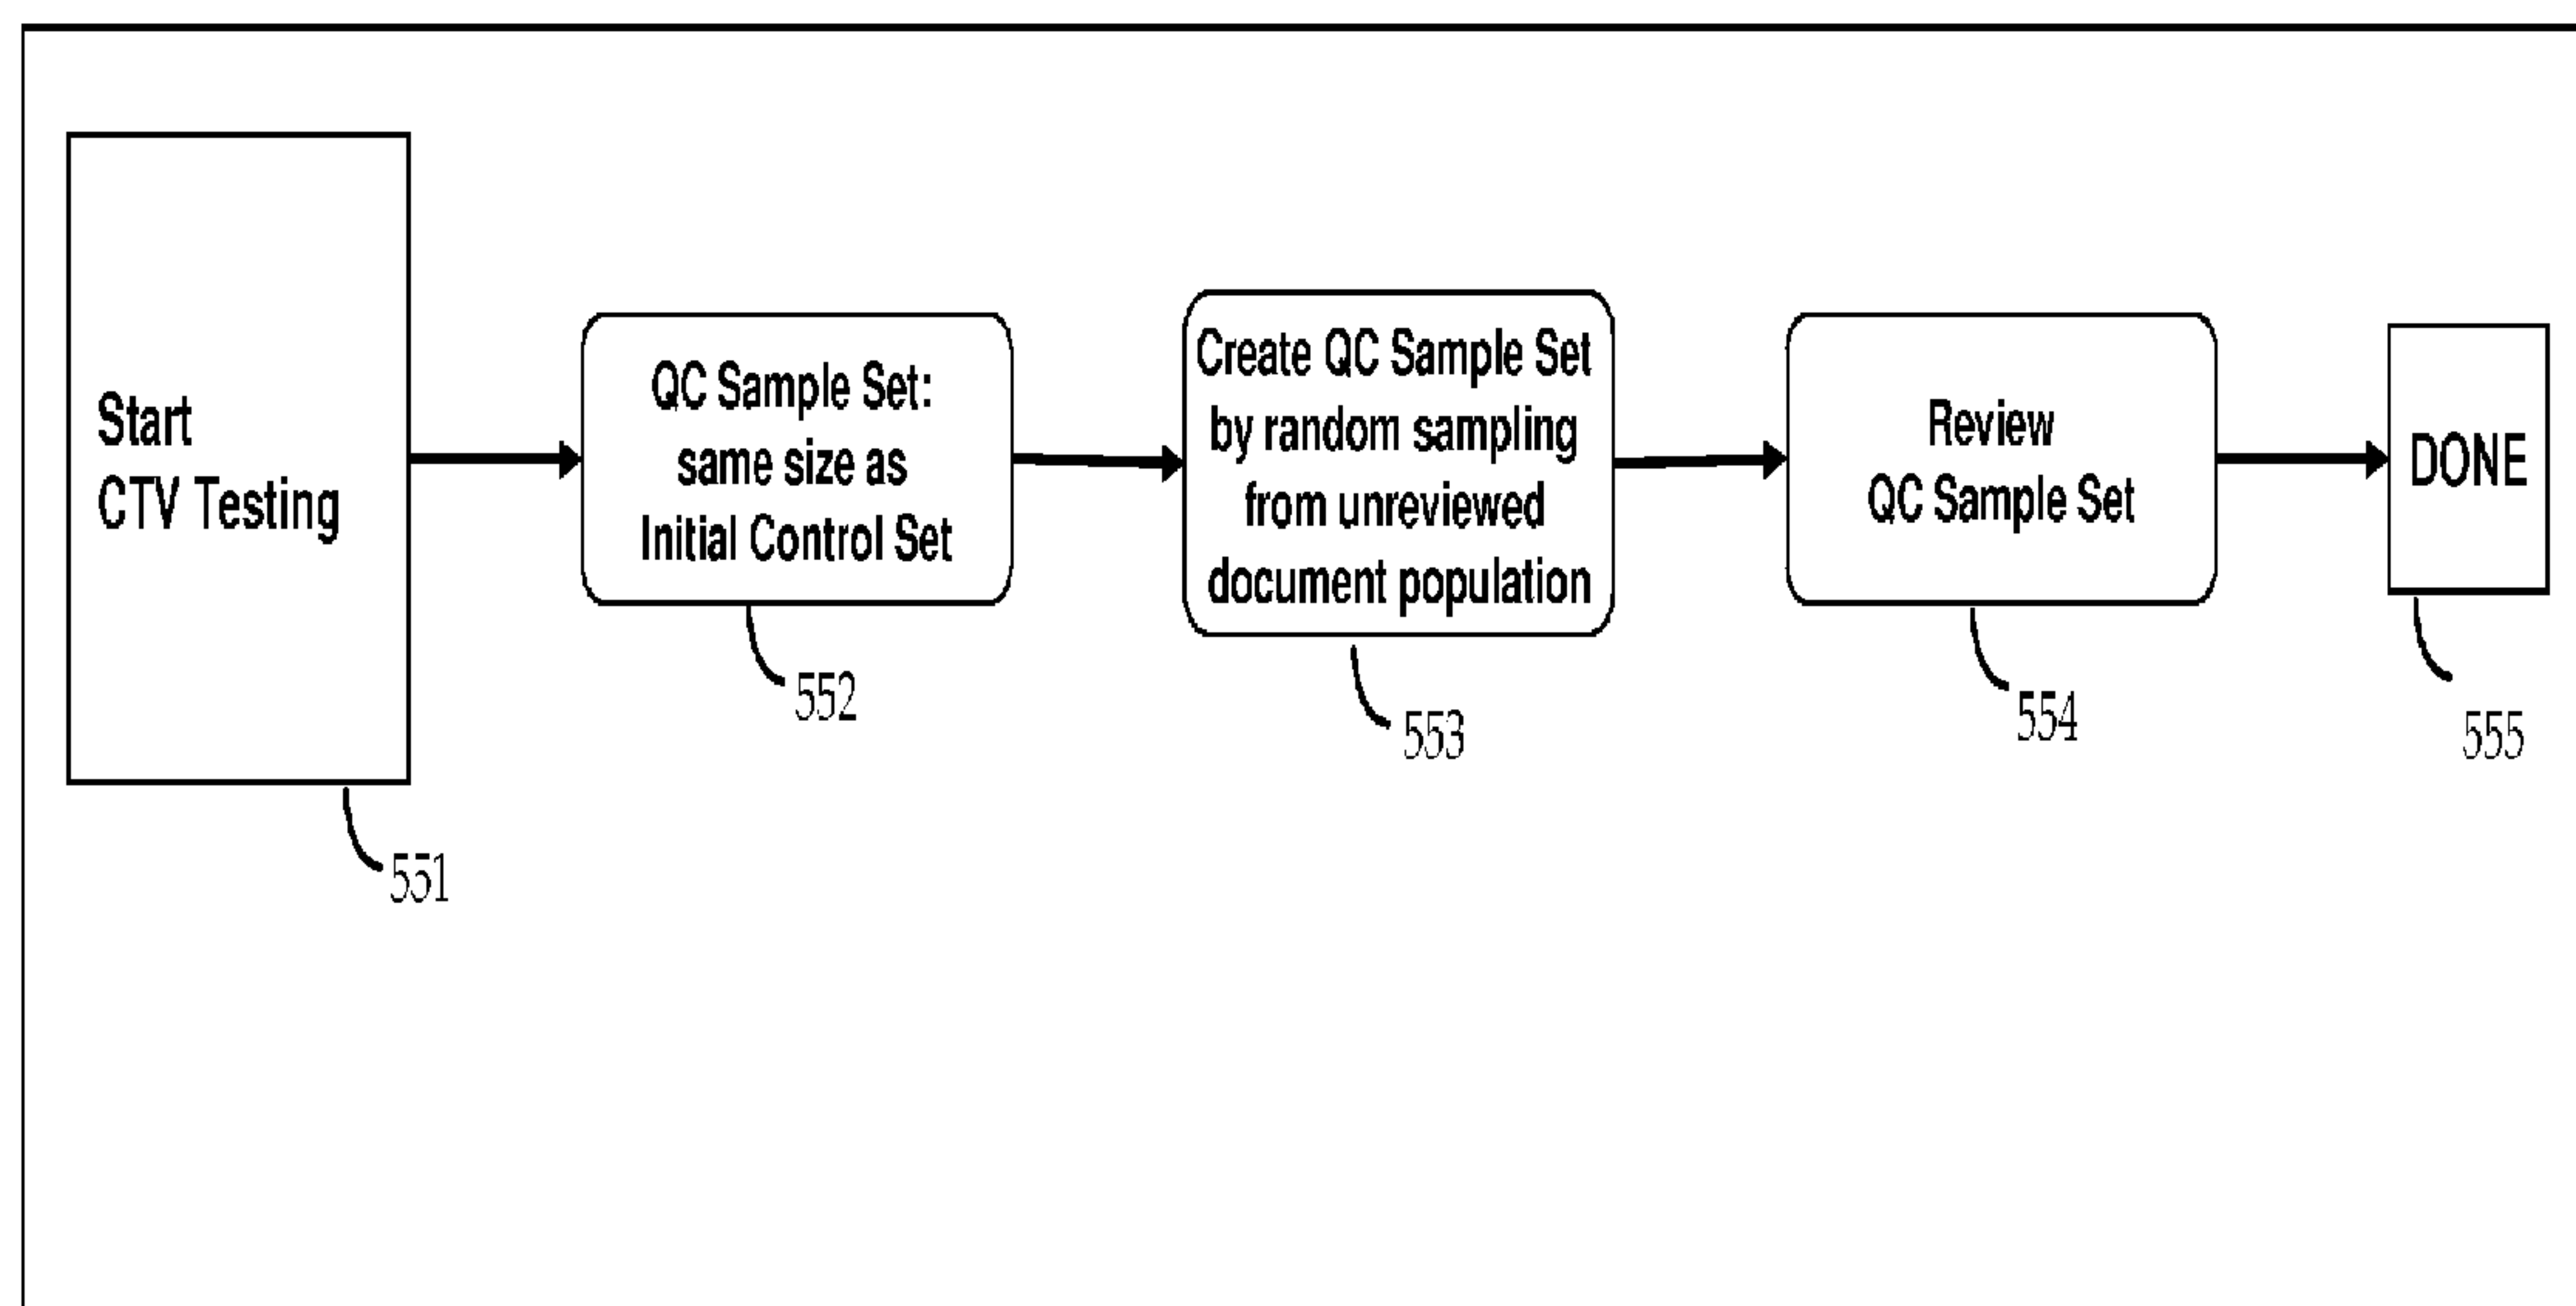 Start
CTV Testing
551
QC Sample Set:
same size as
Initial Control Set
552
Create QC Sample Set
by random sampling
from unreviewed
document population
553
Review
QC Sample Set
554
DONE
555